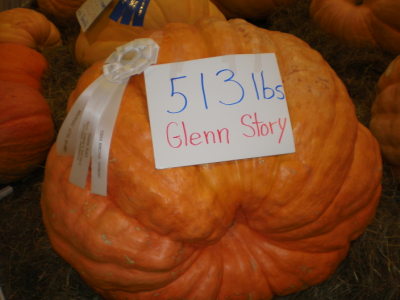 513 lbs
Glenn Story